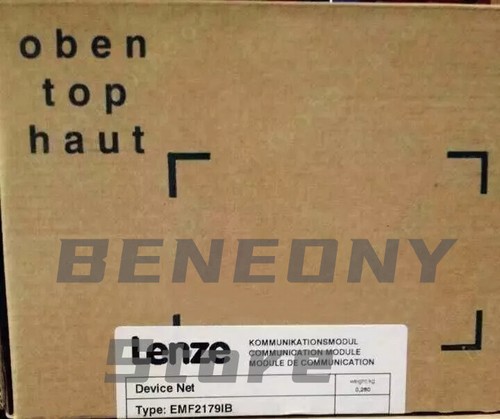 oben
top
haut
BENEONY
Store
Lenze
KOMMUNIKATIONSMODUL
COMMUNICATION MODULE
MODULE DE COMMUNICATION
Device Net
weight/kg
0,260
Type: EMF2179IB